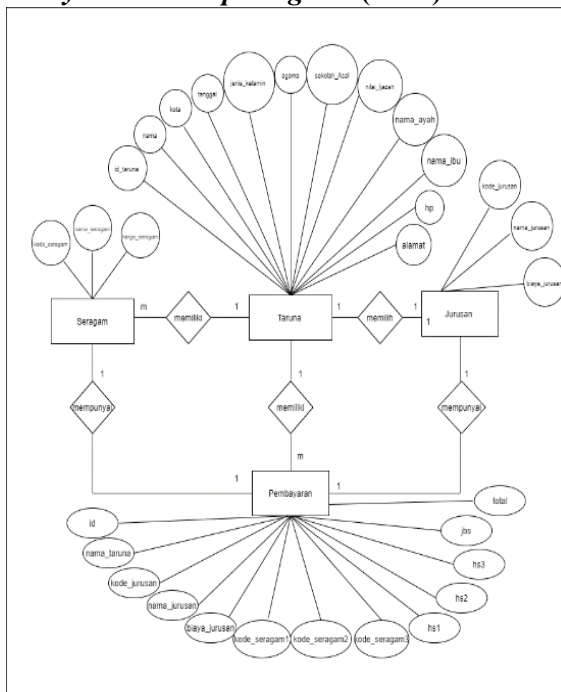 id_taruna
nama
kota
tanggal
jenis_kelamin
agama
sekolah_Asal
nilai_ijazah
nama_ayah
nama_ibu
hp
alamat
kode_seragam
nama_seragam
harga_seragam
kode_jurusan
nama_jurusan
biaya_jurusan
Seragam
m
memiliki
1
Taruna
1
memilih
1
1
Jurusan
1
mempunyai
1
1
memiliki
m
1
mempunyai
1
Pembayaran
id
nama_taruna
kode_jurusan
nama_jurusan
biaya_jurusan
kode_seragam1
kode_seragam2
kode_seragam3
hs1
hs2
hs3
jbs
total